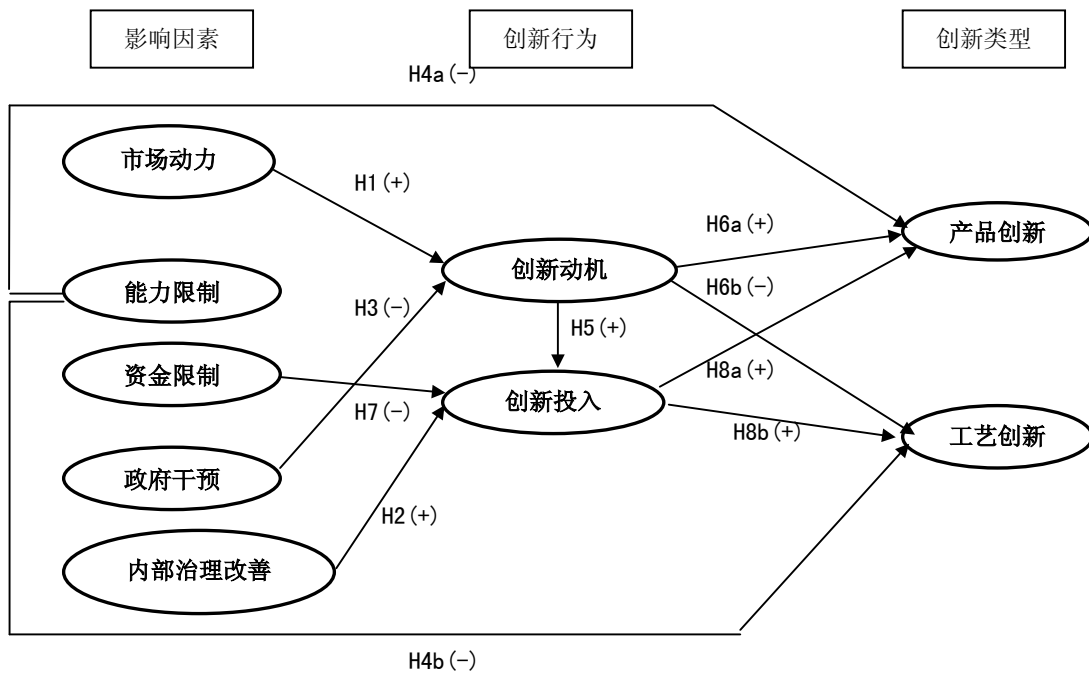 影响因素
创新行为
创新类型
H4a(-)
市场动力
H1(+)
H6a(+)
产品创新
创新动机
能力限制
H6b(-)
H3(-)
H5(+)
资金限制
H8a(+)
创新投入
H7(-)
H8b(+)
工艺创新
政府干预
H2(+)
内部治理改善
H4b(-)